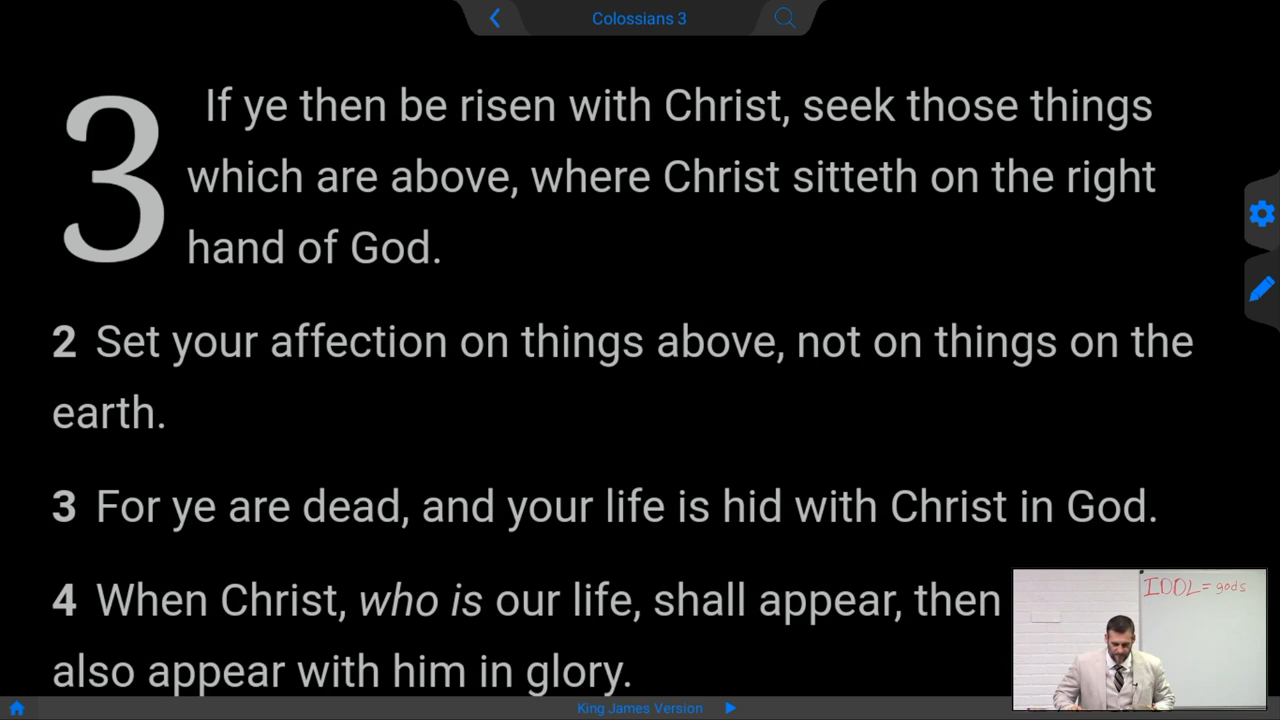 Colossians 3
3 If ye then be risen with Christ, seek those things
which are above, where Christ sitteth on the right
hand of God.
2 Set your affection on things above, not on things on the
earth.
3 For ye are dead, and your life is hid with Christ in God.
4 When Christ, who is our life, shall appear, then
also appear with him in glory.
IDOL = gods
King James Version